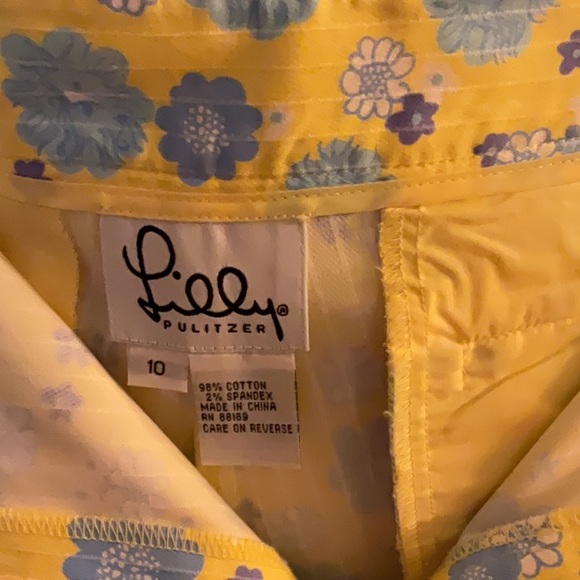 Lilly®
PULITZER
10
98% COTTON
2% SPANDEX
MADE IN CHINA
RN 88189
CARE ON REVERSE